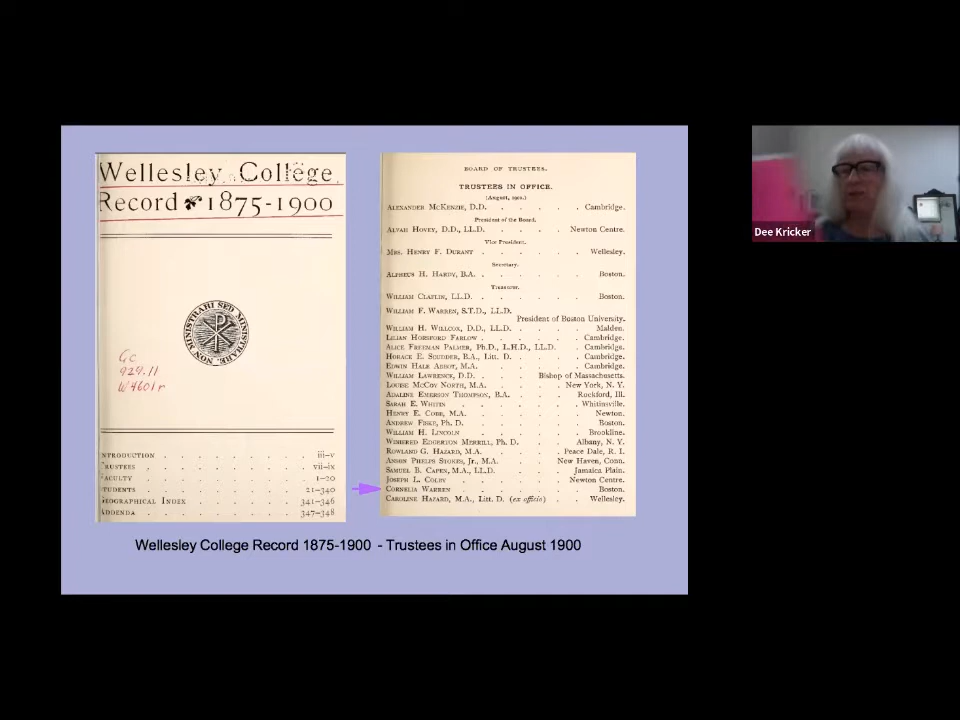 Wellesley College
Record 1875-1900
NON MINISTRARI SED MINISTRARE
Gc
929.11
W4601r
INTRODUCTION . . . . . . . iii-v
TRUSTEES . . . . . . . vii-ix
FACULTY . . . . . . . 1-20
STUDENTS . . . . . . . 21-340
GEOGRAPHICAL INDEX . . . . . 341-346
ADDENDA . . . . . . . 347-348
BOARD OF TRUSTEES.
TRUSTEES IN OFFICE.
(August, 1900.)
ALEXANDER MCKENZIE, D.D. . . . . . Cambridge.
President of the Board.
ALVAH HOVEY, D.D., LL.D. . . . . . Newton Centre.
Vice President.
MRS. HENRY F. DURANT . . . . . Wellesley.
Secretary.
ALPHEUS H. HARDY, B.A. . . . . . Boston.
Treasurer.
WILLIAM CLAFLIN, LL.D. . . . . . Boston.
WILLIAM F. WARREN, S.T.D., LL.D.
President of Boston University.
WILLIAM H. WILLCOX, D.D., LL.D. . . . . Malden.
LILIAN HORSFORD FARLOW . . . . . Cambridge.
ALICE FREEMAN PALMER, Ph.D., L.H.D., LL.D. . Cambridge.
HORACE E. SCUDDER, B.A., Litt. D. . . . . Cambridge.
EDWIN HALE ABBOT, M.A. . . . . . Cambridge.
WILLIAM LAWRENCE, D.D. . . . Bishop of Massachusetts.
LOUISE MCCOY NORTH, M.A. . . . . New York, N. Y.
ADALINE EMERSON THOMPSON, B.A. . . . Rockford, Ill.
SARAH E. WHITIN . . . . . . Whitinsville.
HENRY E. COBB, M.A. . . . . . Newton.
ANDREW FISKE, Ph. D. . . . . . Boston.
WILLIAM H. LINCOLN . . . . . Brookline.
WINIFRED EDGERTON MERRILL, Ph. D. . . Albany, N. Y.
ROWLAND G. HAZARD, M.A. . . . . Peace Dale, R. I.
ANSON PHELPS STOKES, Jr., M.A. . . . New Haven, Conn.
SAMUEL B. CAPEN, M.A., LL.D. . . . . Jamaica Plain.
JOSEPH L. COLBY . . . . . Newton Centre.
CORNELIA WARREN . . . . . Boston.
CAROLINE HAZARD, M.A., Litt. D. (ex officio) . . Wellesley.
Wellesley College Record 1875-1900 - Trustees in Office August 1900
Dee Kricker